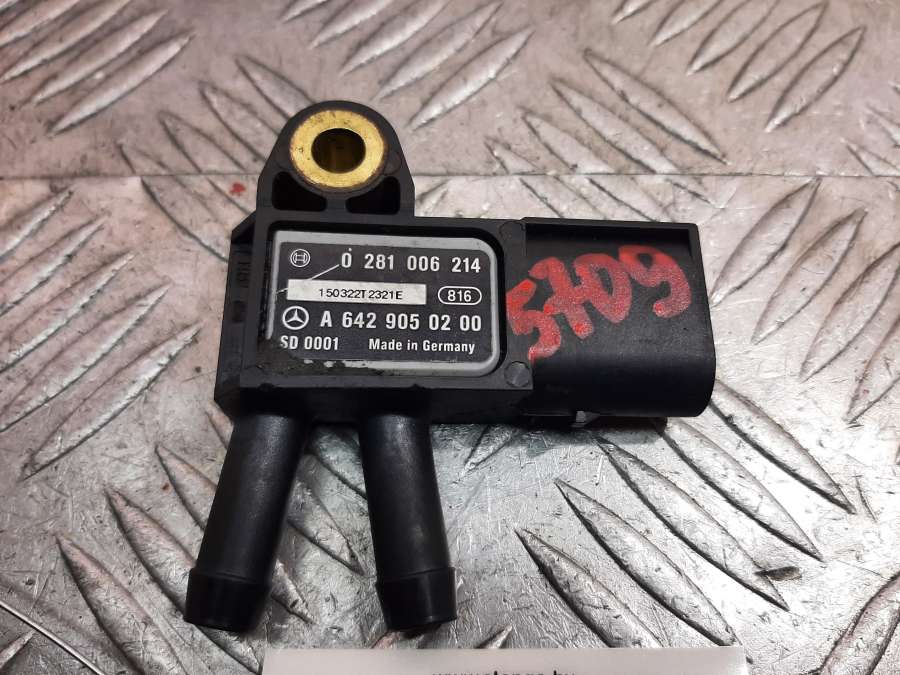 0 281 006 214
150322T2321E
816
A 642 905 02 00
SD 0001 Made in Germany
5709